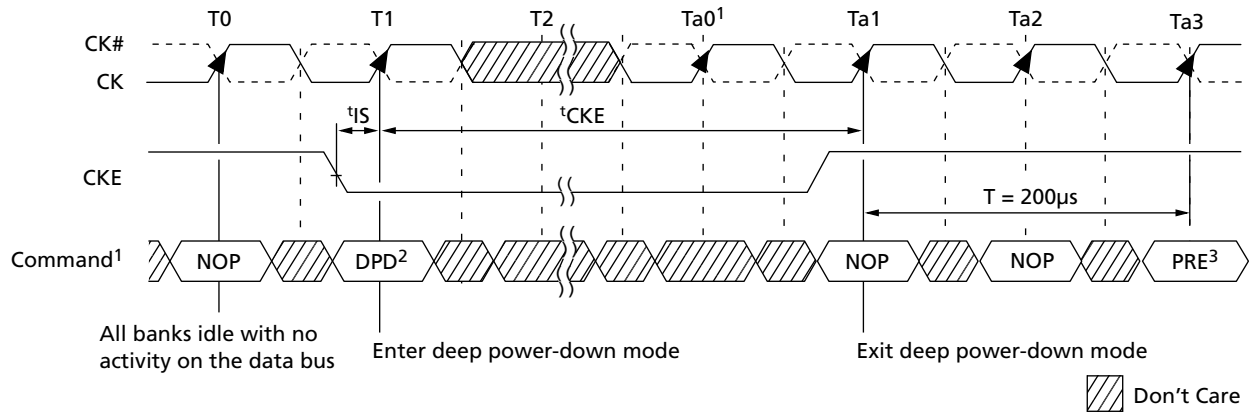 T0 T1 T2 Ta0¹ Ta1 Ta2 Ta3
CK#
CK
ᵗIS ᵗCKE
CKE
T = 200µs
Command¹ NOP DPD² NOP NOP PRE³
All banks idle with no
activity on the data bus
Enter deep power-down mode
Exit deep power-down mode
Don't Care